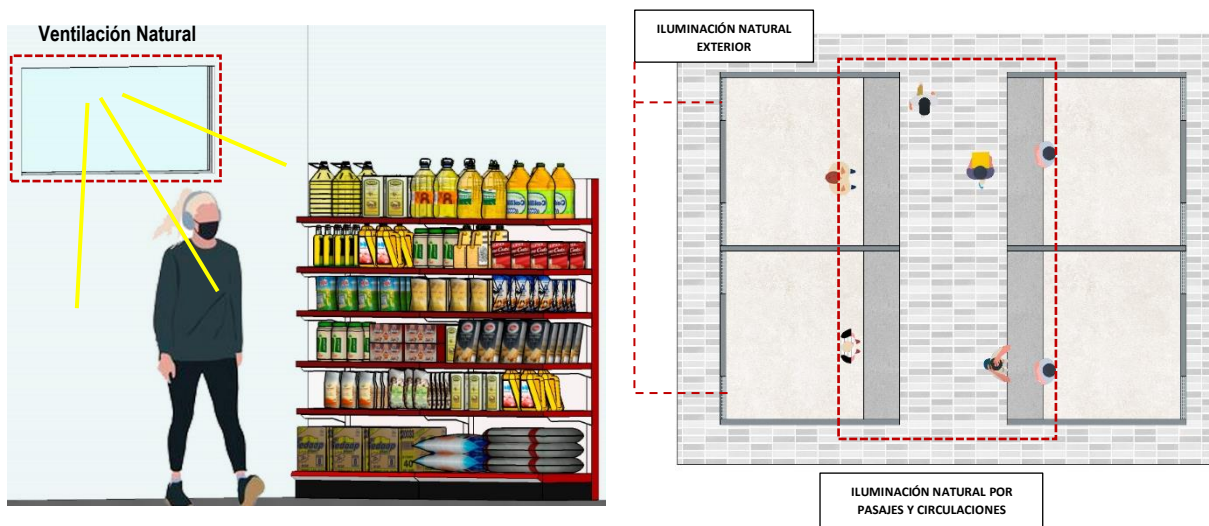 Ventilación Natural
ILUMINACIÓN NATURAL
EXTERIOR
ILUMINACIÓN NATURAL POR
PASAJES Y CIRCULACIONES